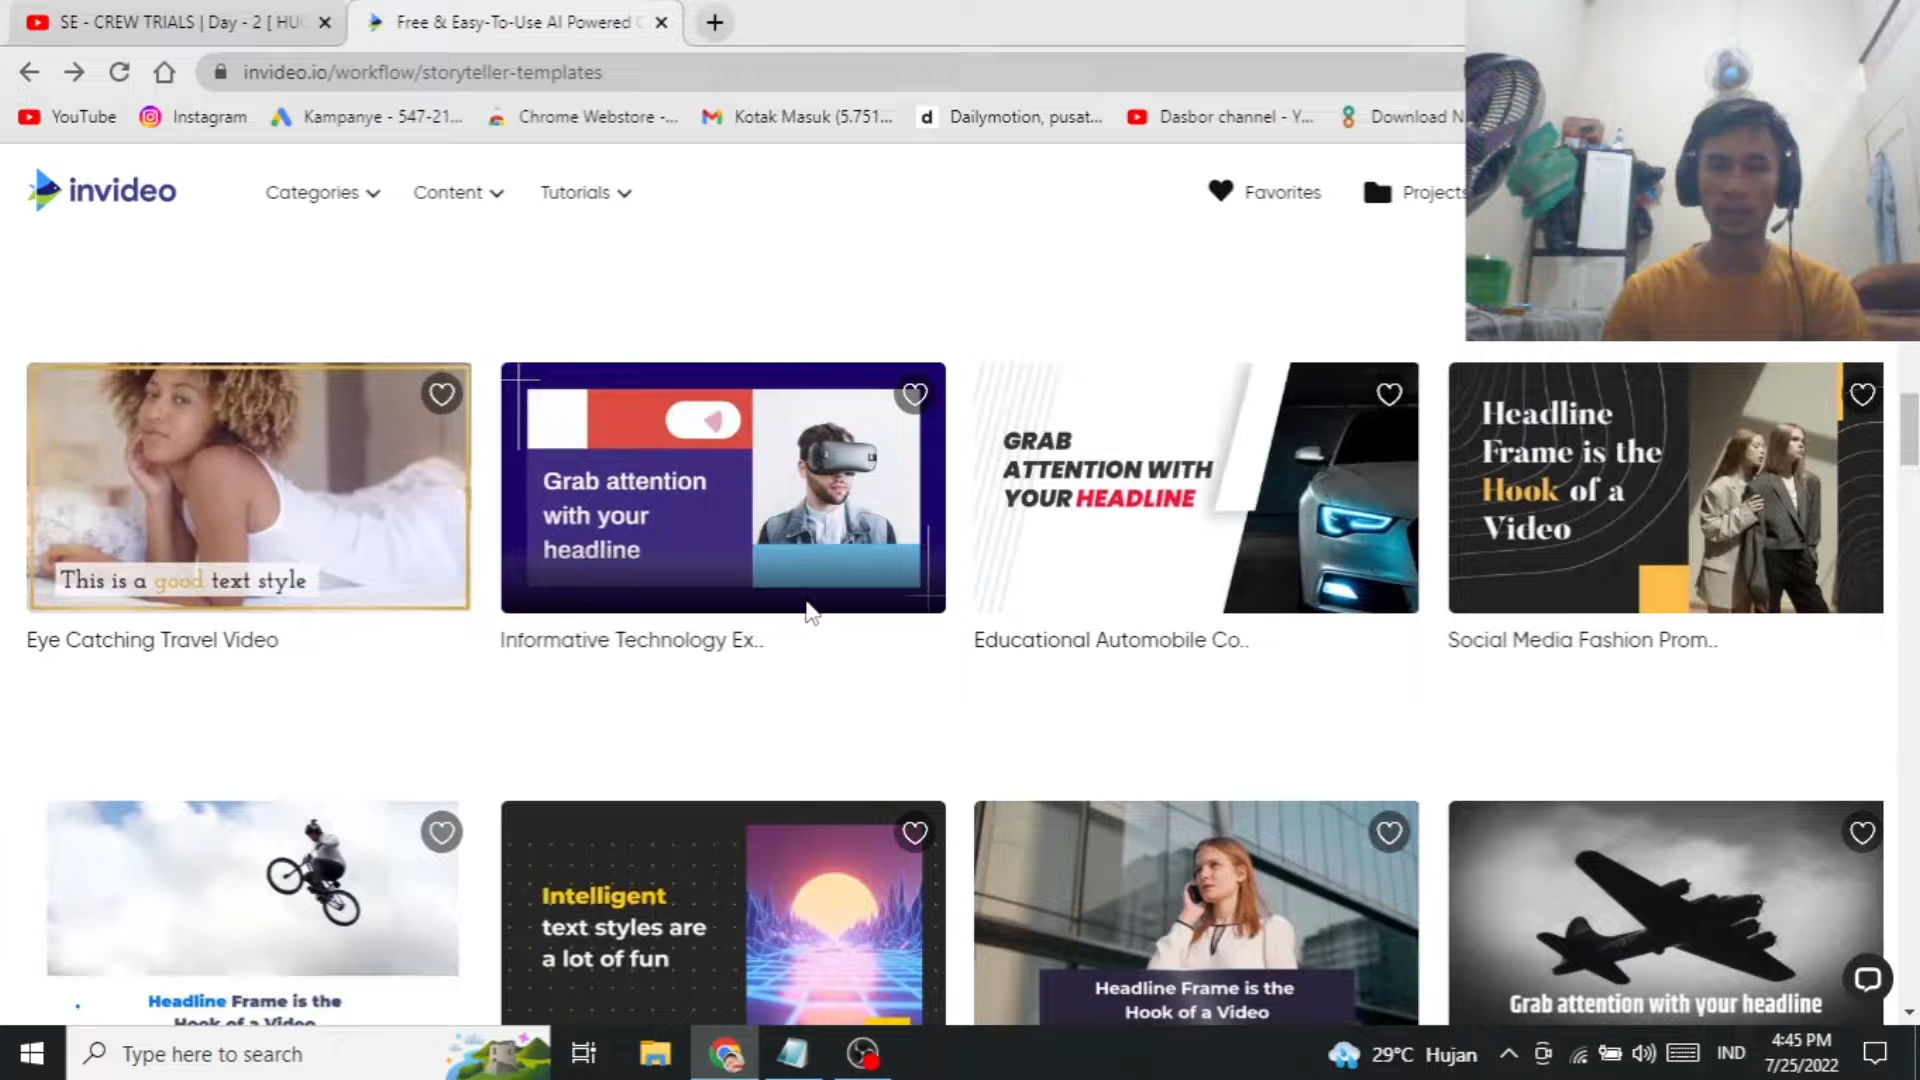 SE - CREW TRIALS | Day - 2 [ HU
Free & Easy-To-Use AI Powered
invideo.io/workflow/storyteller-templates
YouTube
Instagram
Kampanye - 547-21...
Chrome Webstore -...
Kotak Masuk (5.751...
d
Dailymotion, pusat...
Dasbor channel - Y...
Download N
invideo
Categories
Content
Tutorials
Favorites
Projects
This is a good text style
Grab attention
with your
headline
GRAB
ATTENTION WITH
YOUR HEADLINE
Headline
Frame is the
Hook of a
Video
Eye Catching Travel Video
Informative Technology Ex..
Educational Automobile Co..
Social Media Fashion Prom..
Headline Frame is the
Hook of a Video
Intelligent
text styles are
a lot of fun
Headline Frame is the
Hook of a Video
Grab attention with your headline
Type here to search
29°C Hujan
IND
4:45 PM
7/25/2022